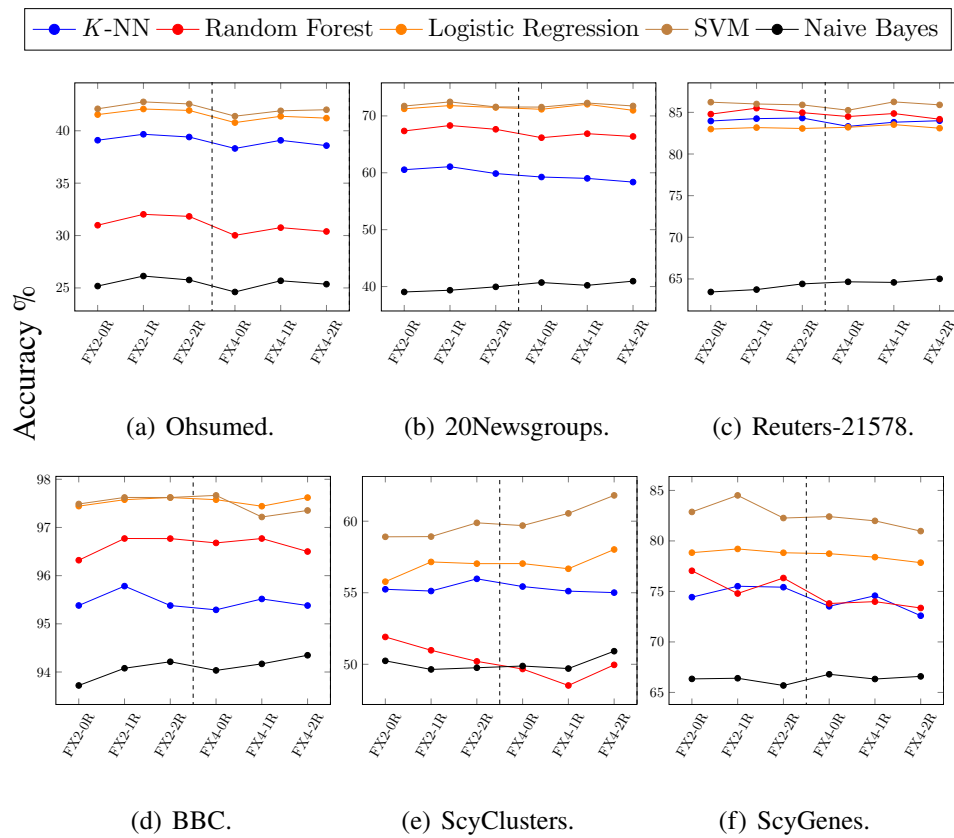 K-NN Random Forest Logistic Regression SVM Naive Bayes
Accuracy %
40
35
30
25
FX2-0R FX2-1R FX2-2R FX4-0R FX4-1R FX4-2R
(a) Ohsumed.
70
60
50
40
FX2-0R FX2-1R FX2-2R FX4-0R FX4-1R FX4-2R
(b) 20Newsgroups.
85
80
75
70
65
FX2-0R FX2-1R FX2-2R FX4-0R FX4-1R FX4-2R
(c) Reuters-21578.
98
97
96
95
94
FX2-0R FX2-1R FX2-2R FX4-0R FX4-1R FX4-2R
(d) BBC.
60
55
50
FX2-0R FX2-1R FX2-2R FX4-0R FX4-1R FX4-2R
(e) ScyClusters.
85
80
75
70
65
FX2-0R FX2-1R FX2-2R FX4-0R FX4-1R FX4-2R
(f) ScyGenes.